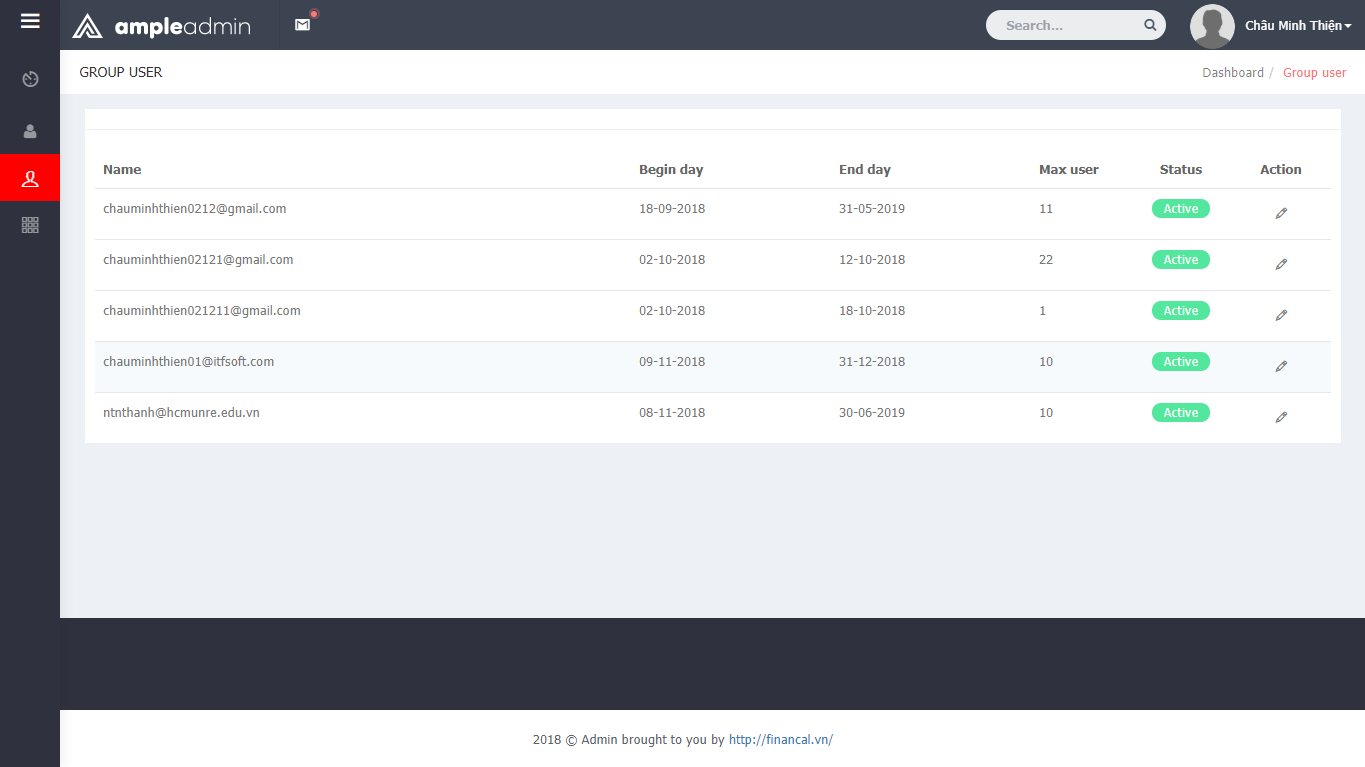 ampleadmin Search... Châu Minh Thiện
GROUP USER Dashboard / Group user
Name Begin day End day Max user Status Action
chauminhthien0212@gmail.com 18-09-2018 31-05-2019 11 Active
chauminhthien02121@gmail.com 02-10-2018 12-10-2018 22 Active
chauminhthien021211@gmail.com 02-10-2018 18-10-2018 1 Active
chauminhthien01@itfsoft.com 09-11-2018 31-12-2018 10 Active
ntnthanh@hcmunre.edu.vn 08-11-2018 30-06-2019 10 Active
2018 © Admin brought to you by http://financal.vn/